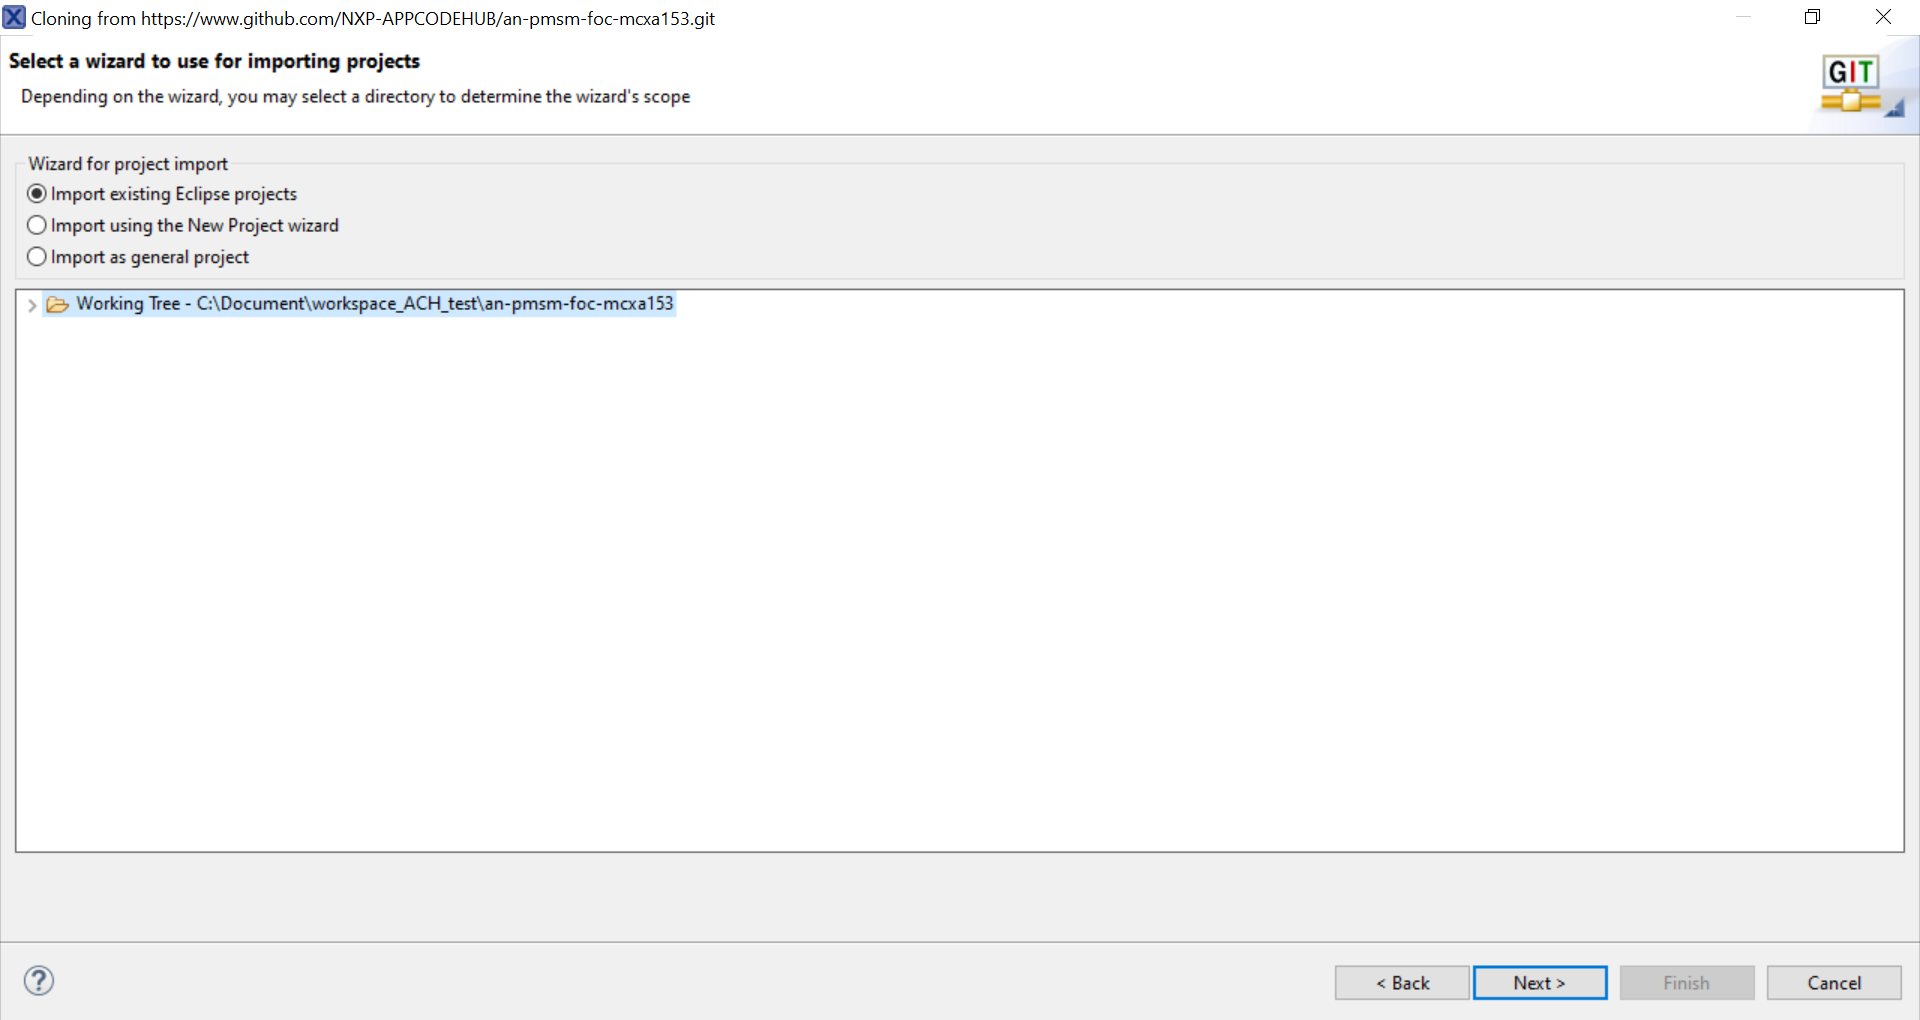 Cloning from https://www.github.com/NXP-APPCODEHUB/an-pmsm-foc-mcxa153.git
Select a wizard to use for importing projects
Depending on the wizard, you may select a directory to determine the wizard's scope
GIT
Wizard for project import
Import existing Eclipse projects
Import using the New Project wizard
Import as general project
Working Tree - C:\Document\workspace_ACH_test\an-pmsm-foc-mcxa153
? < Back Next > Finish Cancel